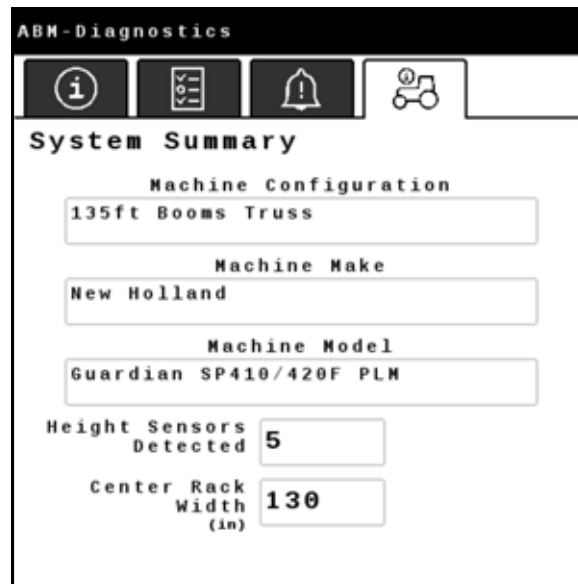 ABM-Diagnostics
System Summary
Machine Configuration
135ft Booms Truss
Machine Make
New Holland
Machine Model
Guardian SP410/420F PLM
Height Sensors
Detected
5
Center Rack
Width
(in)
130